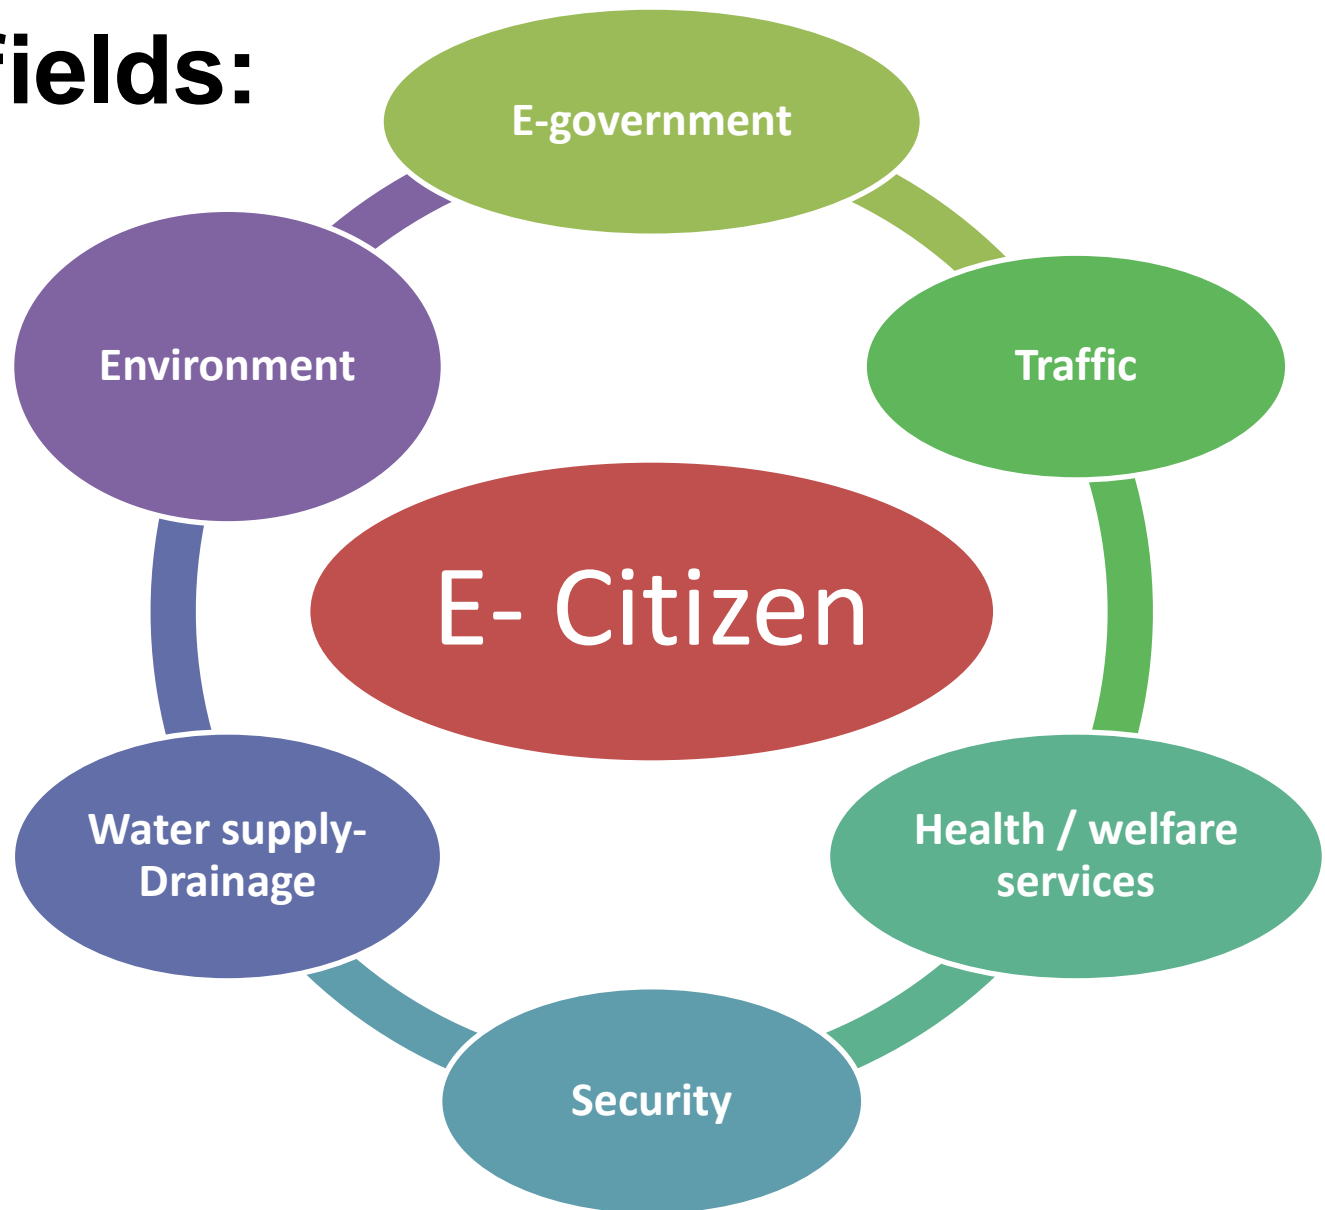 fields:
E-government
Environment
Traffic
E- Citizen
Water supply-
Drainage
Health / welfare
services
Security